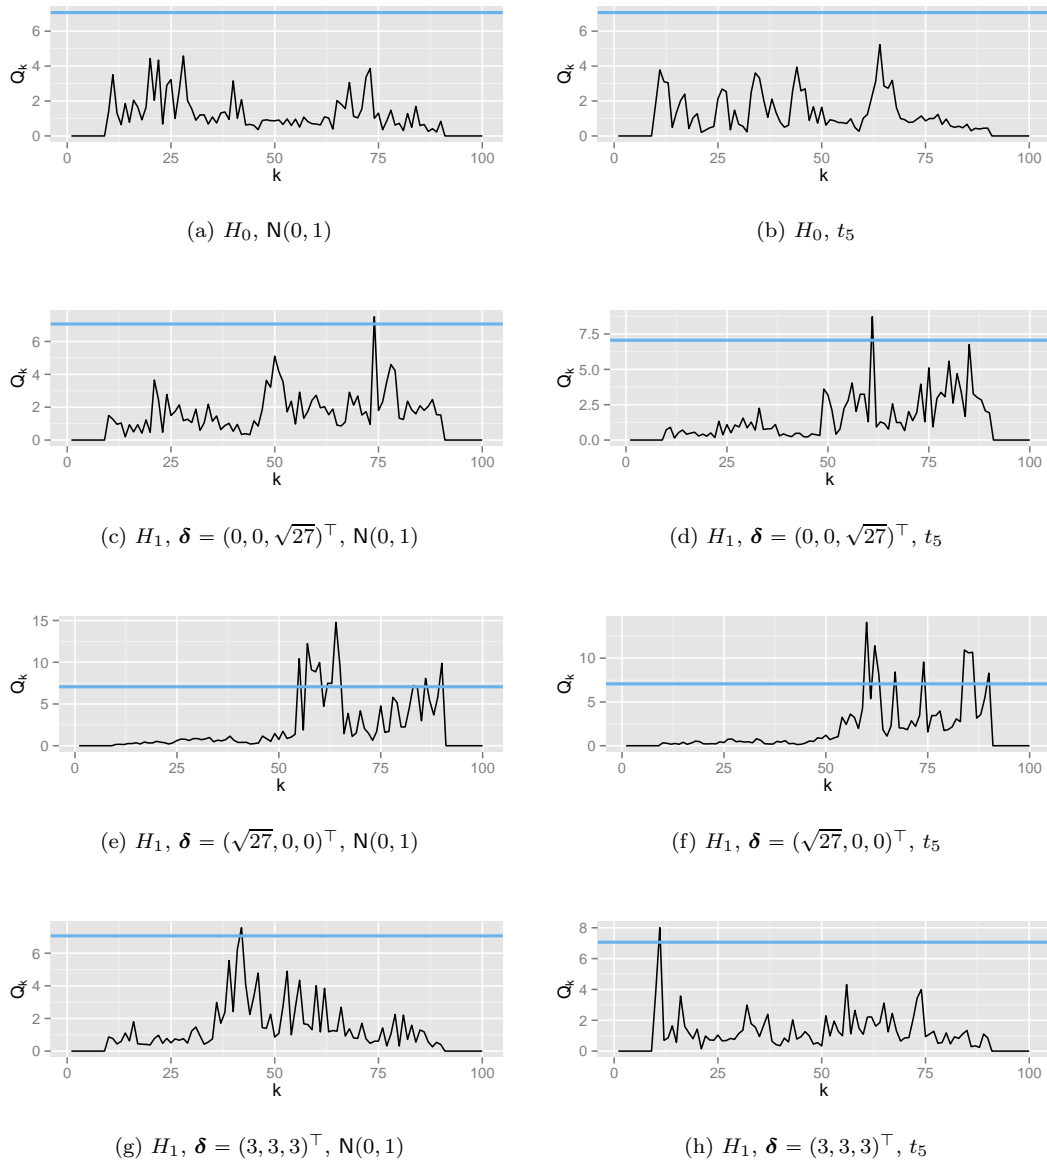 Q_k
6
4
2
0
0 25 50 75 100
k
(a) H_0, N(0, 1)
Q_k
6
4
2
0
0 25 50 75 100
k
(b) H_0, t_5
Q_k
6
4
2
0
0 25 50 75 100
k
(c) H_1, δ = (0, 0, √27)^⊤, N(0, 1)
Q_k
7.5
5.0
2.5
0.0
0 25 50 75 100
k
(d) H_1, δ = (0, 0, √27)^⊤, t_5
Q_k
15
10
5
0
0 25 50 75 100
k
(e) H_1, δ = (√27, 0, 0)^⊤, N(0, 1)
Q_k
10
5
0
0 25 50 75 100
k
(f) H_1, δ = (√27, 0, 0)^⊤, t_5
Q_k
6
4
2
0
0 25 50 75 100
k
(g) H_1, δ = (3, 3, 3)^⊤, N(0, 1)
Q_k
8
6
4
2
0
0 25 50 75 100
k
(h) H_1, δ = (3, 3, 3)^⊤, t_5